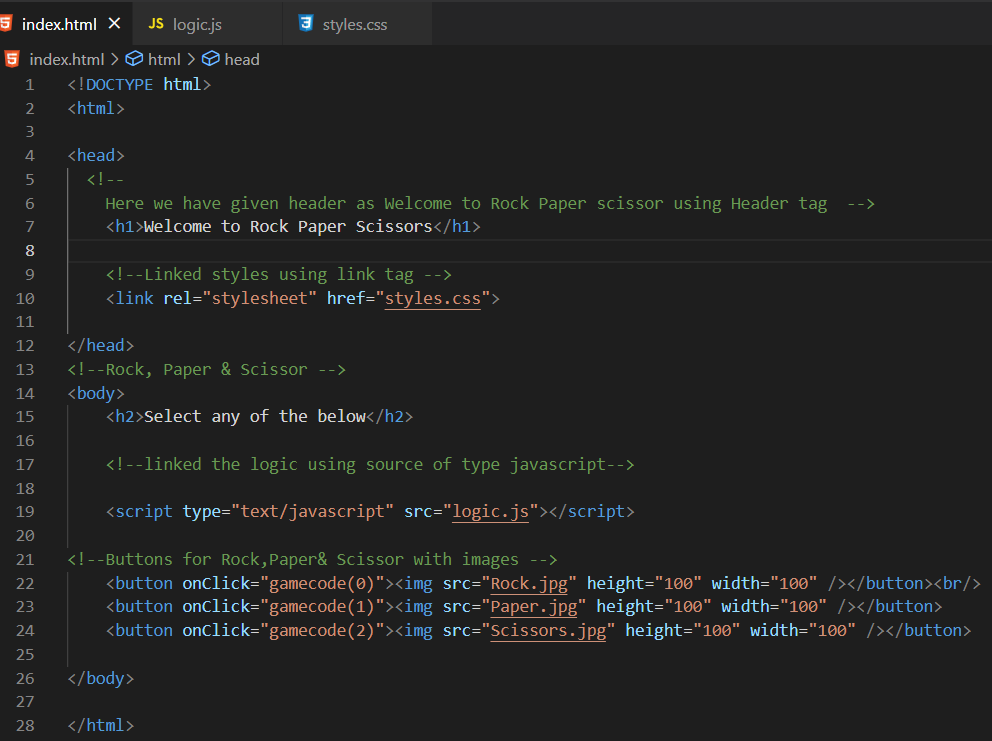 index.html × JS logic.js styles.css
index.html > html > head
1 <!DOCTYPE html>
2 <html>
3
4 <head>
5 <!--
6 Here we have given header as Welcome to Rock Paper scissor using Header tag -->
7 <h1>Welcome to Rock Paper Scissors</h1>
8
9 <!--Linked styles using link tag -->
10 <link rel="stylesheet" href="styles.css">
11
12 </head>
13 <!--Rock, Paper & Scissor -->
14 <body>
15 <h2>Select any of the below</h2>
16
17 <!--linked the logic using source of type javascript-->
18
19 <script type="text/javascript" src="logic.js"></script>
20
21 <!--Buttons for Rock,Paper& Scissor with images -->
22 <button onClick="gamecode(0)"><img src="Rock.jpg" height="100" width="100" /></button><br/>
23 <button onClick="gamecode(1)"><img src="Paper.jpg" height="100" width="100" /></button>
24 <button onClick="gamecode(2)"><img src="Scissors.jpg" height="100" width="100" /></button>
25
26 </body>
27
28 </html>